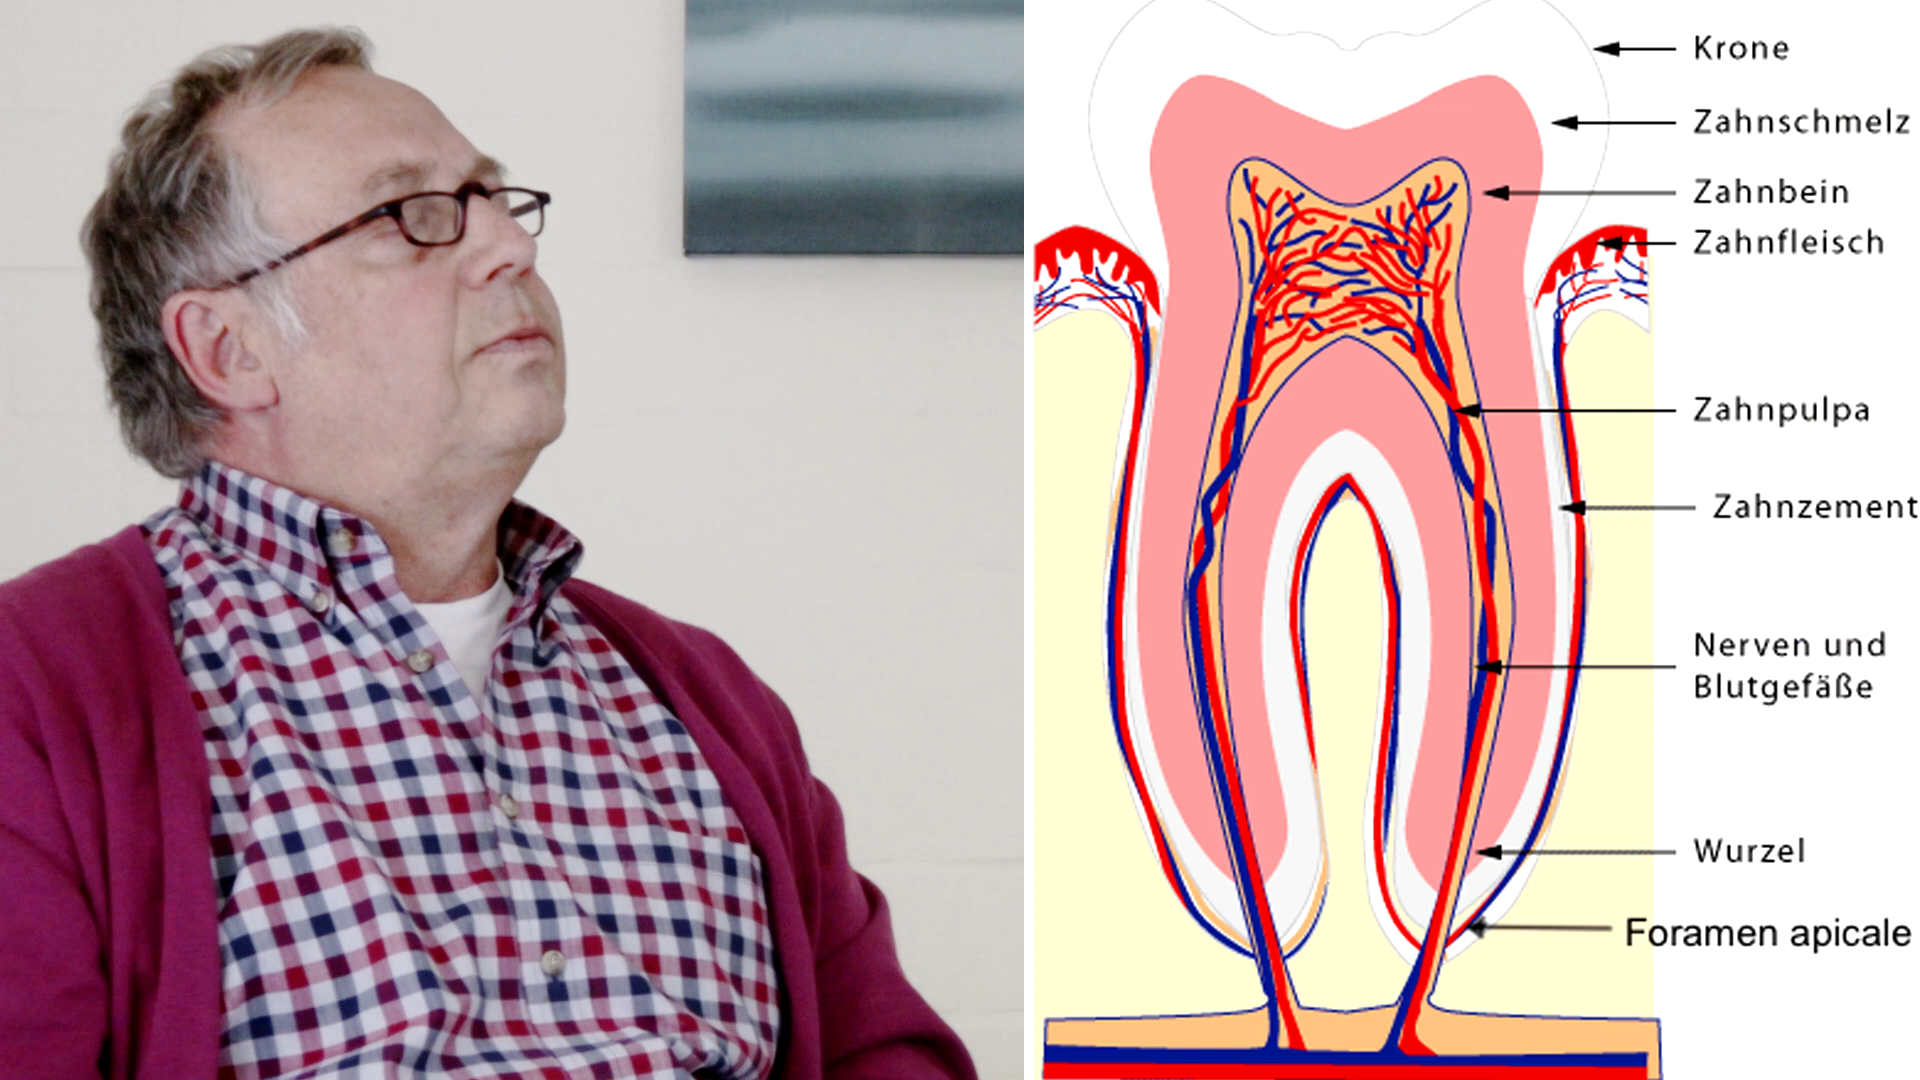 Krone
Zahnschmelz
Zahnbein
Zahnfleisch
Zahnpulpa
Zahnzement
Nerven und
Blutgefäße
Wurzel
Foramen apicale